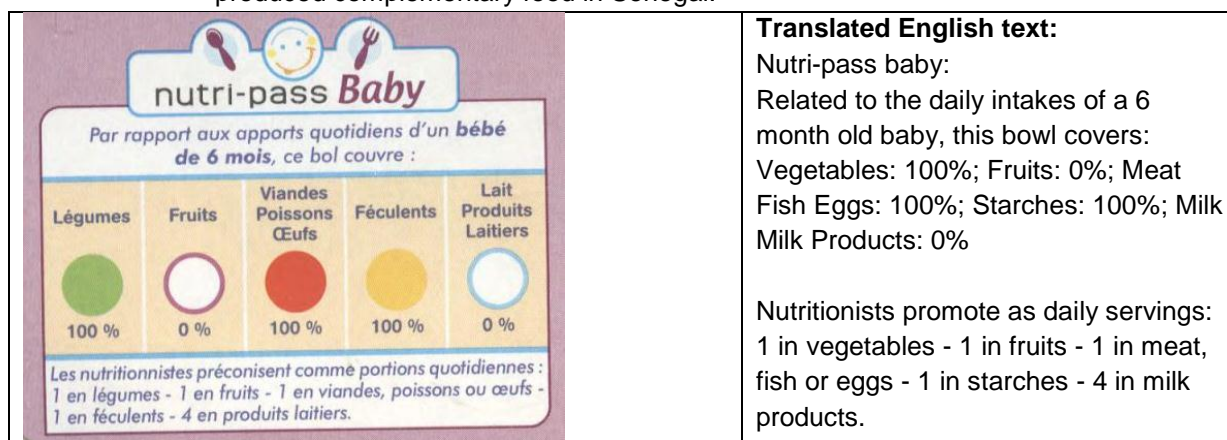 produced complementary food in Senegal.
nutri-pass Baby
Par rapport aux apports quotidiens d'un bébé
de 6 mois, ce bol couvre :
Légumes
Fruits
Viandes
Poissons
Œufs
Féculents
Lait
Produits
Laitiers
100 %
0 %
100 %
100 %
0 %
Les nutritionnistes préconisent comme portions quotidiennes :
1 en légumes - 1 en fruits - 1 en viandes, poissons ou œufs -
1 en féculents - 4 en produits laitiers.
Translated English text:
Nutri-pass baby:
Related to the daily intakes of a 6
month old baby, this bowl covers:
Vegetables: 100%; Fruits: 0%; Meat
Fish Eggs: 100%; Starches: 100%; Milk
Milk Products: 0%
Nutritionists promote as daily servings:
1 in vegetables - 1 in fruits - 1 in meat,
fish or eggs - 1 in starches - 4 in milk
products.